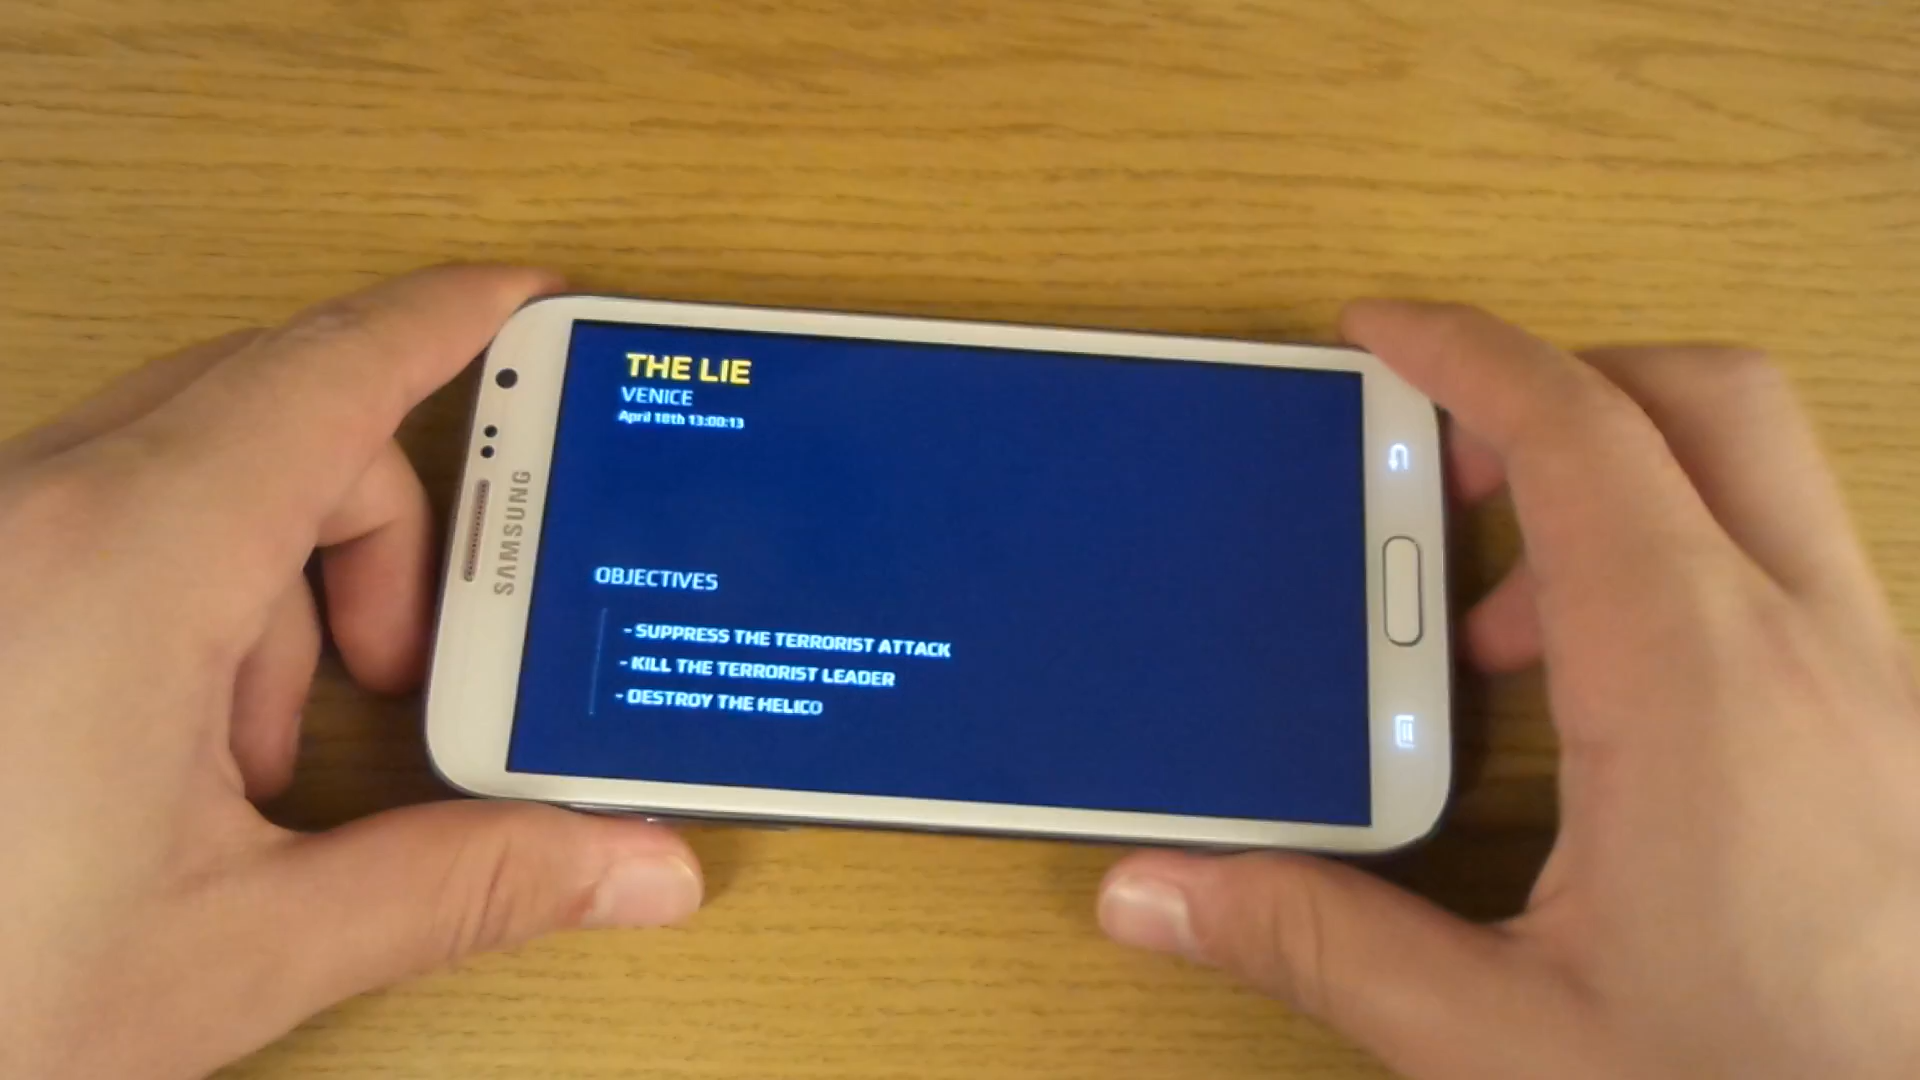 THE LIE
VENICE
April 18th 13:00:13
SAMSUNG
OBJECTIVES
- SUPPRESS THE TERRORIST ATTACK
- KILL THE TERRORIST LEADER
- DESTROY THE HELICO